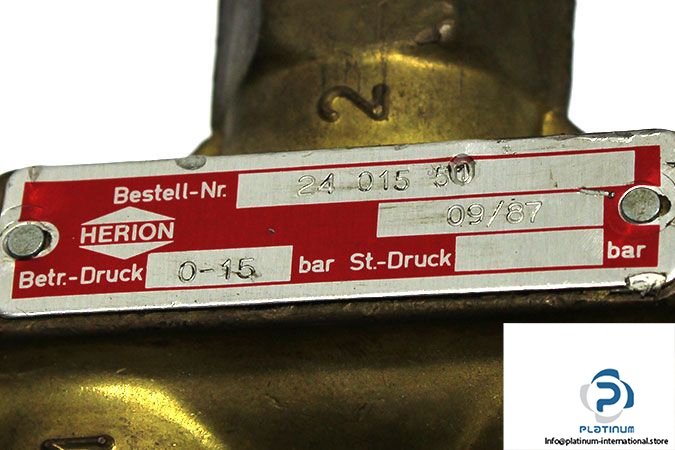 2
Bestell-Nr. 24 015 50
HERION
09/87
Betr.-Druck 0-15 bar St.-Druck bar
PLATINUM
Info@platinum-international.store